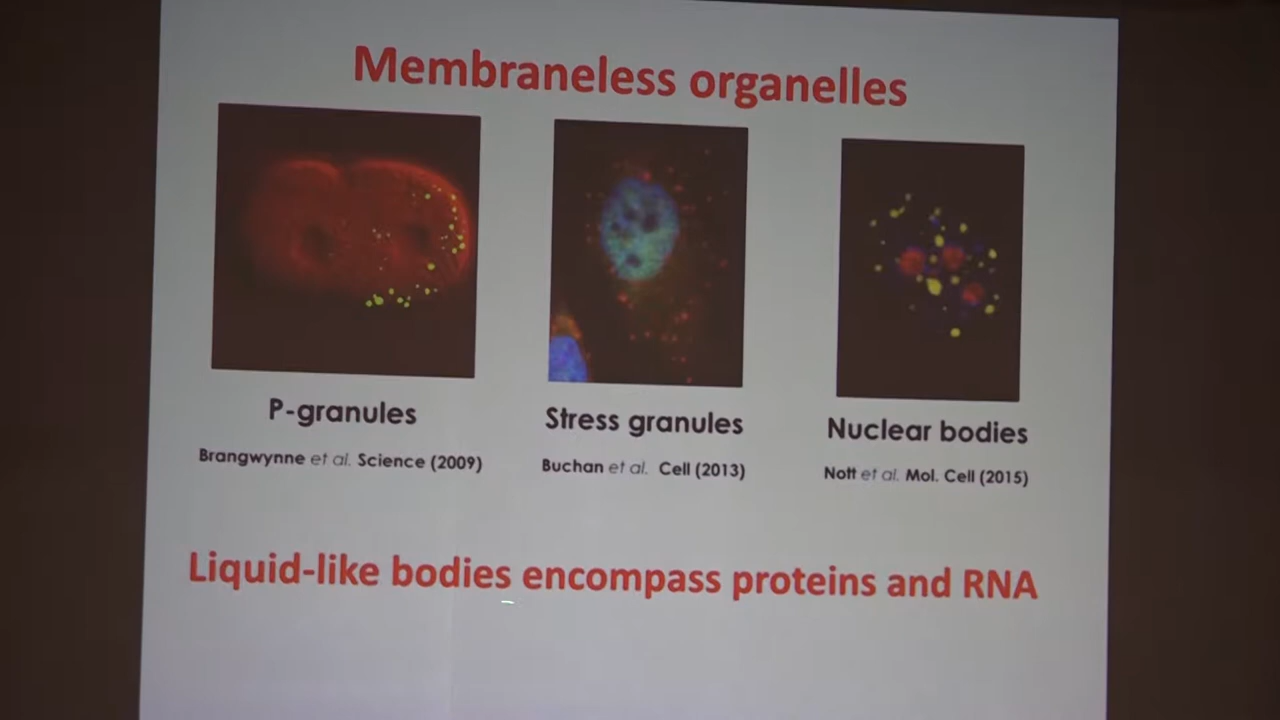 Membraneless organelles
P-granules
Brangwynne et al. Science (2009)
Stress granules
Buchan et al. Cell (2013)
Nuclear bodies
Nott et al. Mol. Cell (2015)
Liquid-like bodies encompass proteins and RNA